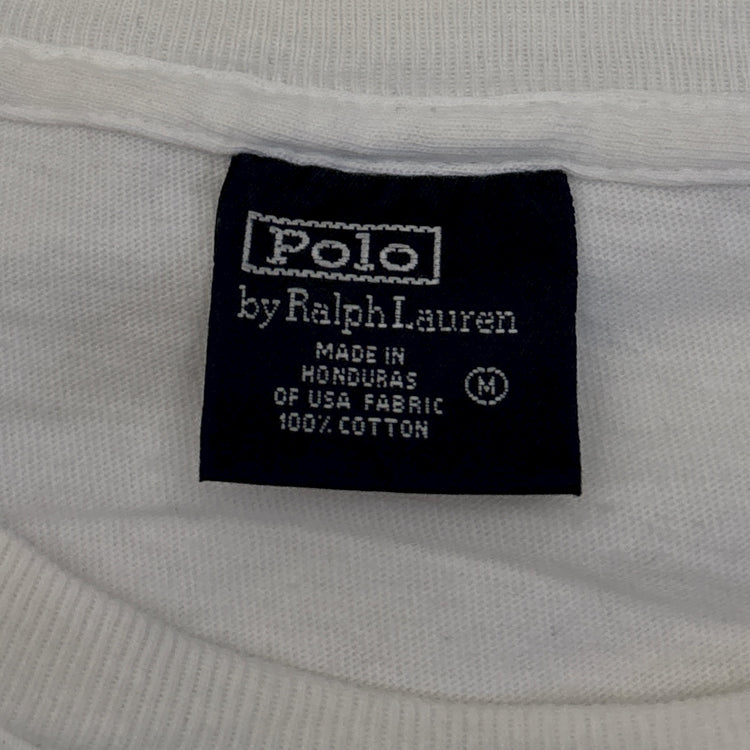 Polo
by Ralph Lauren
MADE IN
HONDURAS
OF USA FABRIC
100% COTTON
M